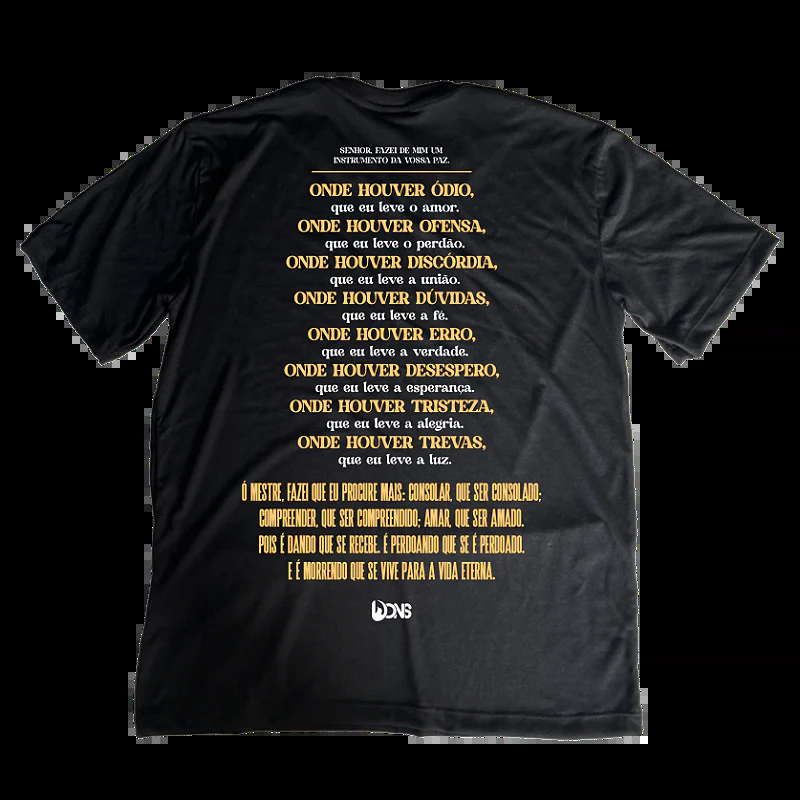 SENHOR, FAZEI DE MIM UM
INSTRUMENTO DA VOSSA PAZ.
ONDE HOUVER ÓDIO,
que eu leve o amor.
ONDE HOUVER OFENSA,
que eu leve o perdão.
ONDE HOUVER DISCÓRDIA,
que eu leve a união.
ONDE HOUVER DÚVIDAS,
que eu leve a fé.
ONDE HOUVER ERRO,
que eu leve a verdade.
ONDE HOUVER DESESPERO,
que eu leve a esperança.
ONDE HOUVER TRISTEZA,
que eu leve a alegria.
ONDE HOUVER TREVAS,
que eu leve a luz.
Ó MESTRE, FAZEI QUE EU PROCURE MAIS: CONSOLAR, QUE SER CONSOLADO;
COMPREENDER, QUE SER COMPREENDIDO; AMAR, QUE SER AMADO.
POIS É DANDO QUE SE RECEBE. É PERDOANDO QUE SE É PERDOADO.
E É MORRENDO QUE SE VIVE PARA A VIDA ETERNA.
DONS